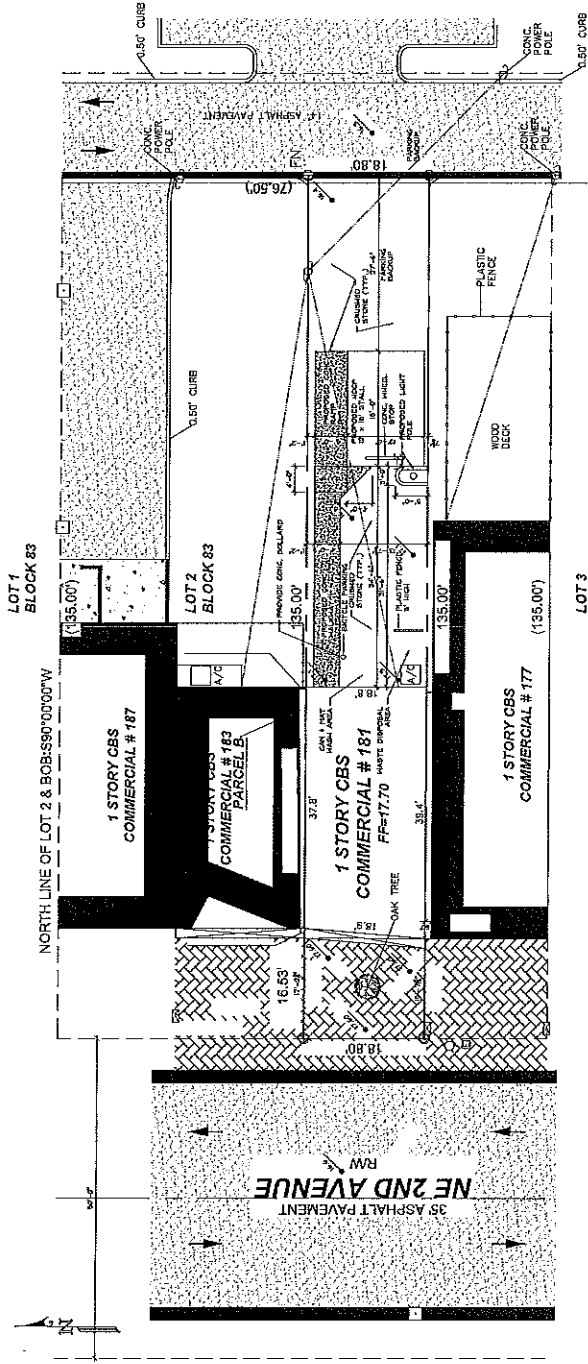 LOT 1
BLOCK 83
NORTH LINE OF LOT 2 & BOB:S90°00'00"W
(135.00')
1 STORY CBS
COMMERCIAL # 187
0.50' CURB
LOT 2
BLOCK 83
135.00'
1 STORY CBS
COMMERCIAL # 183
PARCEL B
A/C
PROVIDE CONC. BOLLARD
BICYCLE PARKING
CRUSHED
STONE (TYP.)
CAN & MAT
WASH AREA
18.8'
37.8'
1 STORY CBS
COMMERCIAL # 181
FF=17.70
WASTE DISPOSAL
AREA
A/C
PLASTIC FENCE
39.4'
18.9'
OAK TREE
16.53'
18.80'
135.00'
(135.00')
1 STORY CBS
COMMERCIAL # 177
LOT 3
WOOD
DECK
PLASTIC
FENCE
CONC. WHEEL
STOP
PROPOSED LIGHT
POLE
CRUSHED
STONE (TYP.)
PARKING
BACKUP
(76.50')
FN
18.80'
PARKING
BACKUP
CONC.
POWER
POLE
CONC.
POWER
POLE
CONC.
POWER
POLE
ASPHALT PAVEMENT
0.50' CURB
0.50' CURB
NE 2ND AVENUE
R/W
35' ASPHALT PAVEMENT
N